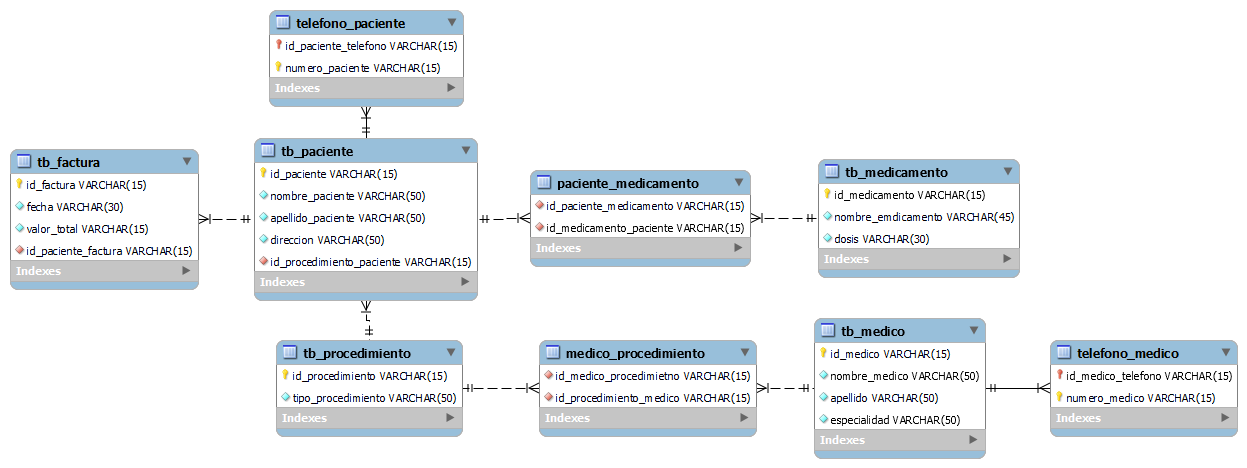 telefono_paciente
id_paciente_telefono VARCHAR(15)
numero_paciente VARCHAR(15)
Indexes
tb_factura
id_factura VARCHAR(15)
fecha VARCHAR(30)
valor_total VARCHAR(15)
id_paciente_factura VARCHAR(15)
Indexes
tb_paciente
id_paciente VARCHAR(15)
nombre_paciente VARCHAR(50)
apellido_paciente VARCHAR(50)
direccion VARCHAR(50)
id_procedimiento_paciente VARCHAR(15)
Indexes
paciente_medicamento
id_paciente_medicamento VARCHAR(15)
id_medicamento_paciente VARCHAR(15)
Indexes
tb_medicamento
id_medicamento VARCHAR(15)
nombre_emdicamento VARCHAR(45)
dosis VARCHAR(30)
Indexes
tb_procedimiento
id_procedimiento VARCHAR(15)
tipo_procedimiento VARCHAR(50)
Indexes
medico_procedimiento
id_medico_procedimietno VARCHAR(15)
id_procedimiento_medico VARCHAR(15)
Indexes
tb_medico
id_medico VARCHAR(15)
nombre_medico VARCHAR(50)
apellido VARCHAR(50)
especialidad VARCHAR(50)
Indexes
telefono_medico
id_medico_telefono VARCHAR(15)
numero_medico VARCHAR(15)
Indexes